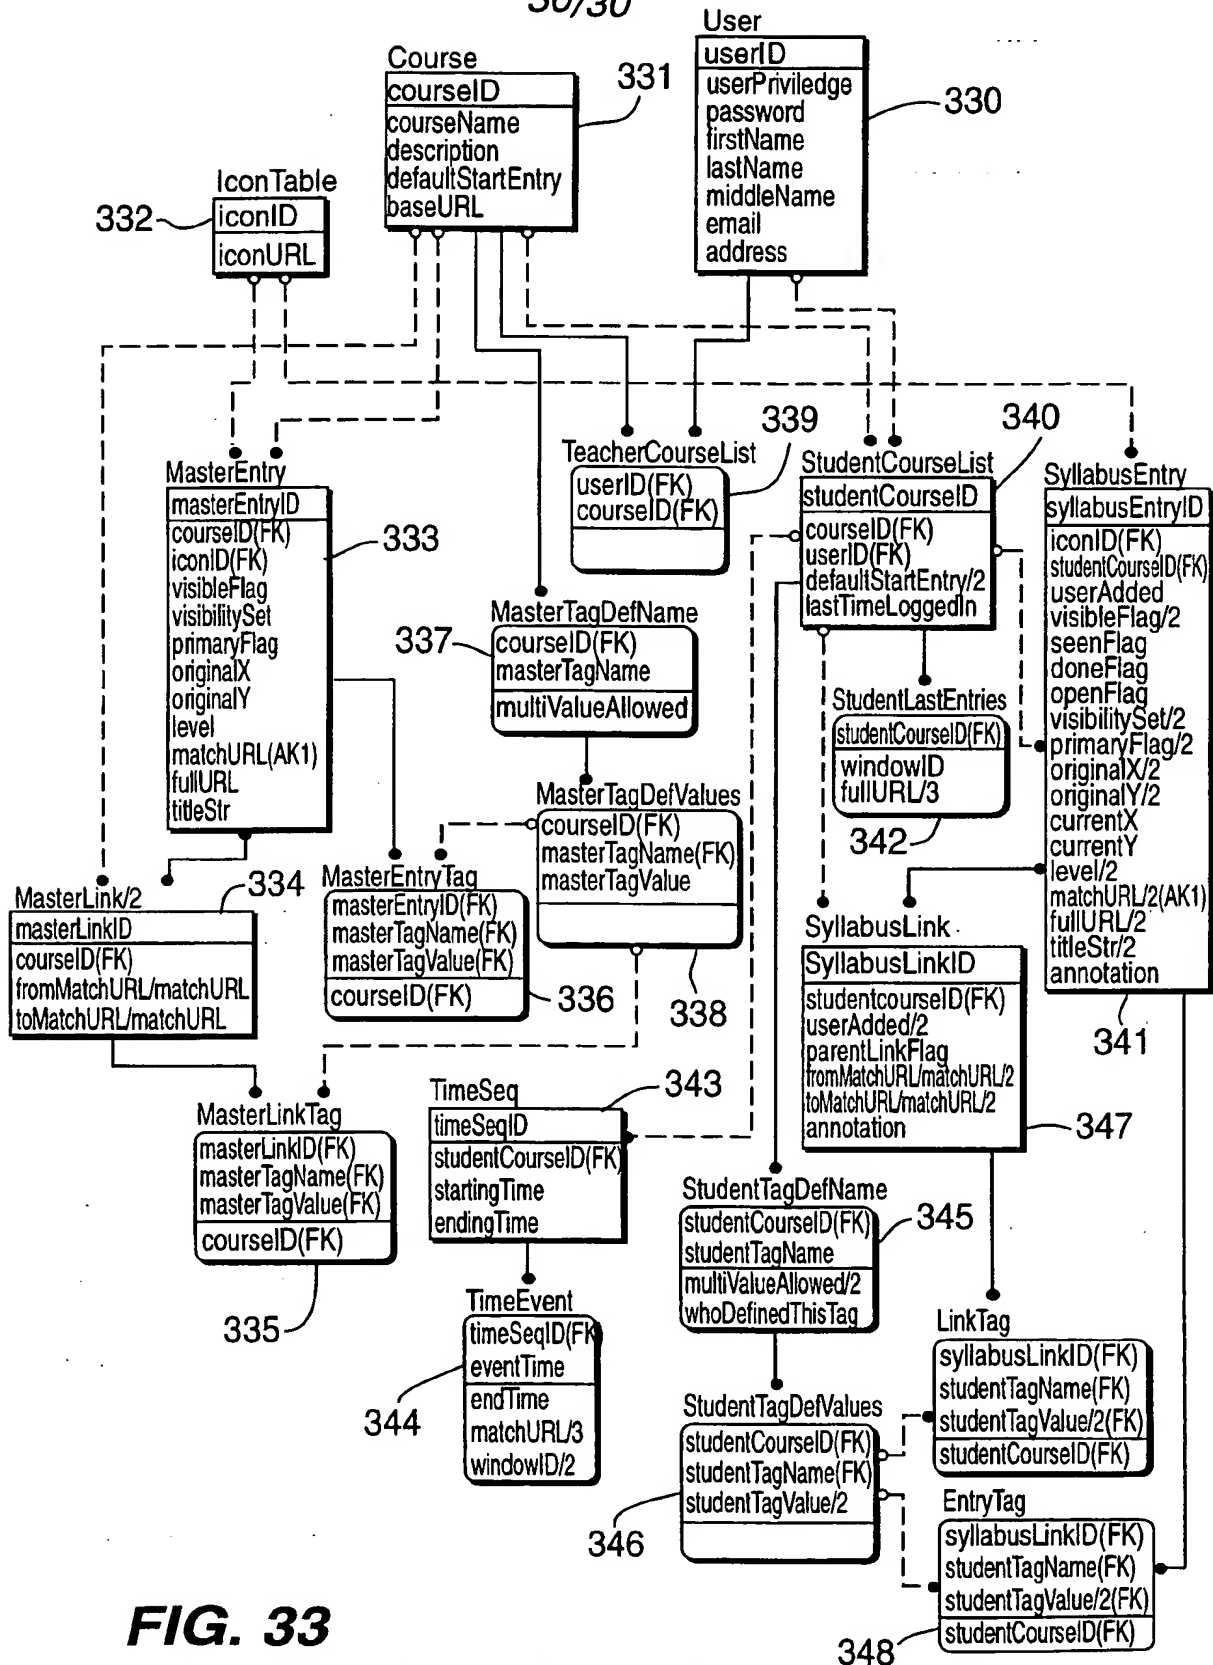 30/30
User
userID
userPriviledge
password
firstName
lastName
middleName
email
address
330
Course
courseID
courseName
description
defaultStartEntry
baseURL
331
IconTable
iconID
iconURL
332
MasterEntry
masterEntryID
courseID(FK)
iconID(FK)
visibleFlag
visibilitySet
primaryFlag
originalX
originalY
level
matchURL(AK1)
fullURL
titleStr
333
TeacherCourseList
userID(FK)
courseID(FK)
339
StudentCourseList
studentCourseID
courseID(FK)
userID(FK)
defaultStartEntry/2
lastTimeLoggedIn
340
SyllabusEntry
syllabusEntryID
iconID(FK)
studentCourseID(FK)
userAdded
visibleFlag/2
seenFlag
doneFlag
openFlag
visibilitySet/2
primaryFlag/2
originalX/2
originalY/2
currentX
currentY
level/2
matchURL/2(AK1)
fullURL/2
titleStr/2
annotation
341
MasterTagDefName
courseID(FK)
masterTagName
multiValueAllowed
337
StudentLastEntries
studentCourseID(FK)
windowID
fullURL/3
342
MasterTagDefValues
courseID(FK)
masterTagName(FK)
masterTagValue
338
MasterLink/2
masterLinkID
courseID(FK)
fromMatchURL/matchURL
toMatchURL/matchURL
334
MasterEntryTag
masterEntryID(FK)
masterTagName(FK)
masterTagValue(FK)
courseID(FK)
336
SyllabusLink
SyllabusLinkID
studentcourseID(FK)
userAdded/2
parentLinkFlag
fromMatchURL/matchURL/2
toMatchURL/matchURL/2
annotation
347
MasterLinkTag
masterLinkID(FK)
masterTagName(FK)
masterTagValue(FK)
courseID(FK)
335
TimeSeq
timeSeqID
studentCourseID(FK)
startingTime
endingTime
343
TimeEvent
timeSeqID(FK)
eventTime
endTime
matchURL/3
windowID/2
344
StudentTagDefName
studentCourseID(FK)
studentTagName
multiValueAllowed/2
whoDefinedThisTag
345
StudentTagDefValues
studentCourseID(FK)
studentTagName(FK)
studentTagValue/2
346
LinkTag
syllabusLinkID(FK)
studentTagName(FK)
studentTagValue/2(FK)
studentCourseID(FK)
EntryTag
syllabusLinkID(FK)
studentTagName(FK)
studentTagValue/2(FK)
studentCourseID(FK)
348
FIG. 33